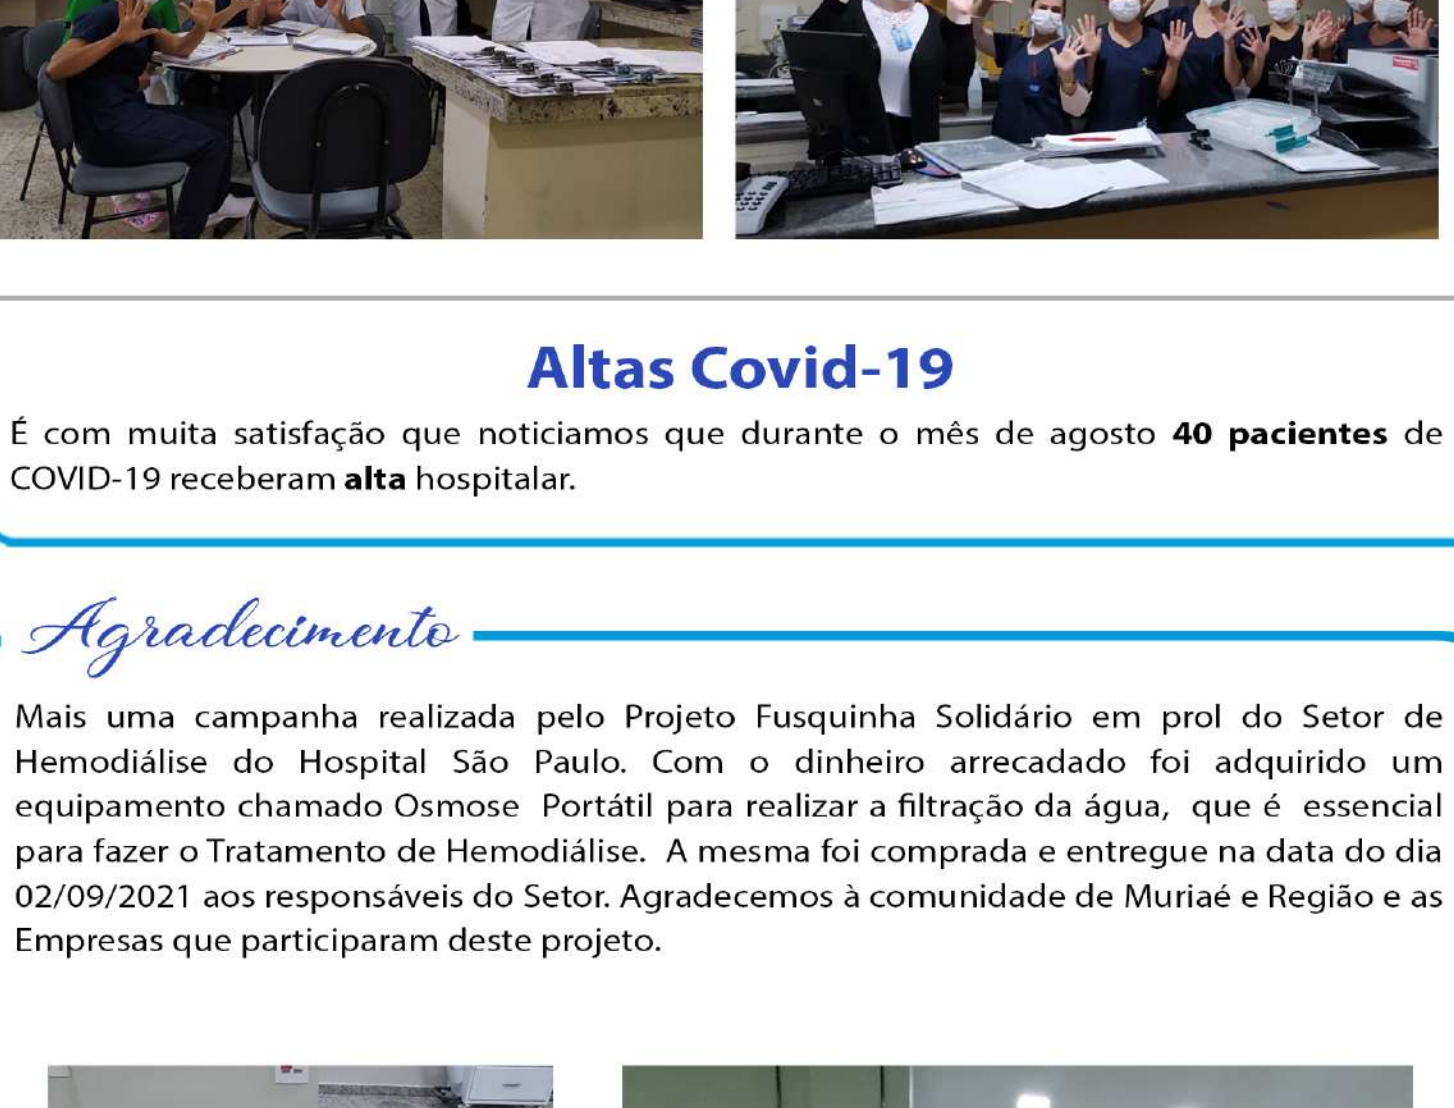 Altas Covid-19
É com muita satisfação que noticiamos que durante o mês de agosto 40 pacientes de
COVID-19 receberam alta hospitalar.
Agradecimento
Mais uma campanha realizada pelo Projeto Fusquinha Solidário em prol do Setor de
Hemodiálise do Hospital São Paulo. Com o dinheiro arrecadado foi adquirido um
equipamento chamado Osmose Portátil para realizar a filtração da água, que é essencial
para fazer o Tratamento de Hemodiálise. A mesma foi comprada e entregue na data do dia
02/09/2021 aos responsáveis do Setor. Agradecemos à comunidade de Muriaé e Região e as
Empresas que participaram deste projeto.